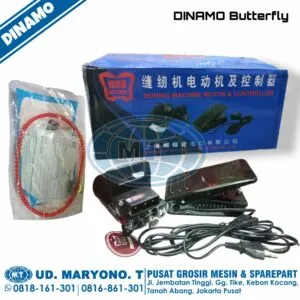 DINAMO
DINAMO Butterfly
缝纫机电动机及控制器
SEWING MACHINE MOTOR & CONTROLLER
MT
UD. MARYONO. T
0818-161-301
0816-861-301
PUSAT GROSIR MESIN & SPAREPART
Jl. Jembatan Tinggi, Gg. Tike, Kebon Kacang,
Tanah Abang, Jakarta Pusat